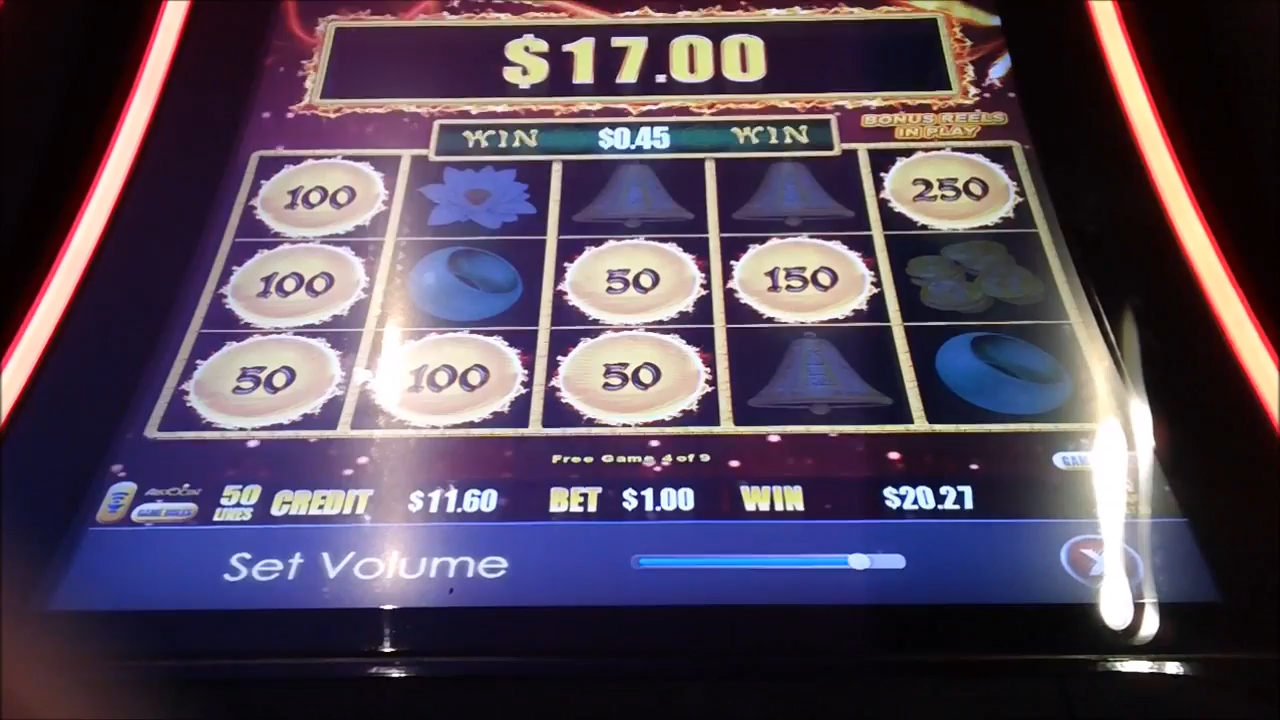 $17.00
BONUS REELS
IN PLAY
WIN $0.45 WIN
100 250
100 50 150
50 100 50
Free Game 4 of 9
50 LINES CREDIT $11.60 BET $1.00 WIN $20.27
Set Volume